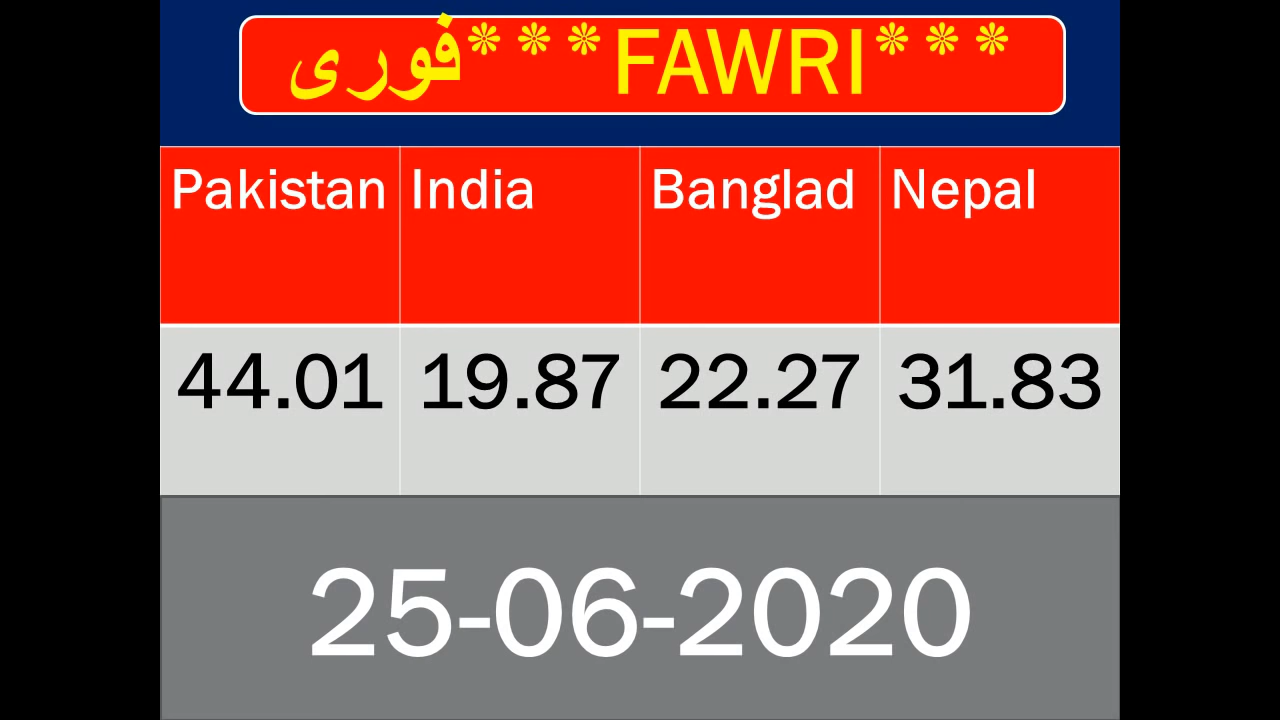 فوری***FAWRI***
Pakistan India Banglad Nepal
44.01 19.87 22.27 31.83
25-06-2020